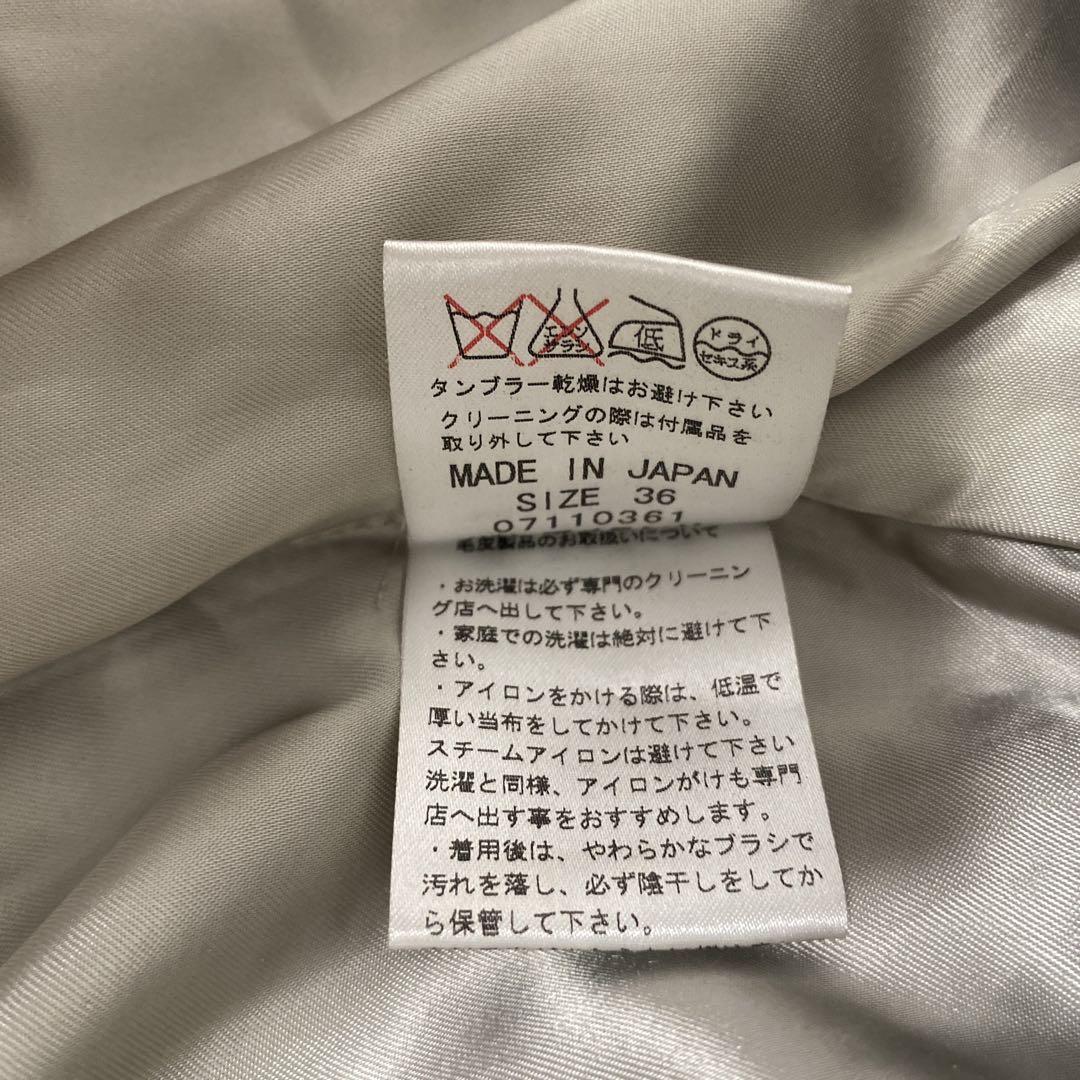 エンソ
サラシ
低
ドライ
セキユ系
タンブラー乾燥はお避け下さい
クリーニングの際は付属品を
取り外して下さい
MADE IN JAPAN
SIZE 36
07110361
毛皮製品のお取扱いについて
・お洗濯は必ず専門のクリーニン
グ店へ出して下さい。
・家庭での洗濯は絶対に避けて下
さい。
・アイロンをかける際は、低温で
厚い当布をしてかけて下さい。
スチームアイロンは避けて下さい
洗濯と同様、アイロンがけも専門
店へ出す事をおすすめします。
・着用後は、やわらかなブラシで
汚れを落し、必ず陰干しをしてか
ら保管して下さい。